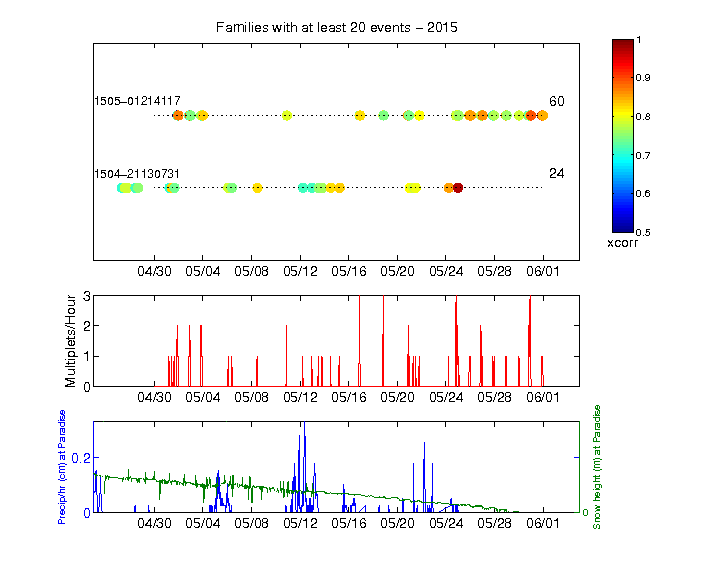 Families with at least 20 events – 2015
1
0.9
0.8
0.7
0.6
0.5
xcorr
1505–01214117
60
1504–21130731
24
04/30 05/04 05/08 05/12 05/16 05/20 05/24 05/28 06/01
Multiplets/Hour
3
2
1
0
04/30 05/04 05/08 05/12 05/16 05/20 05/24 05/28 06/01
Precip/hr (cm) at Paradise
0.2
0
0
Snow height (m) at Paradise
04/30 05/04 05/08 05/12 05/16 05/20 05/24 05/28 06/01